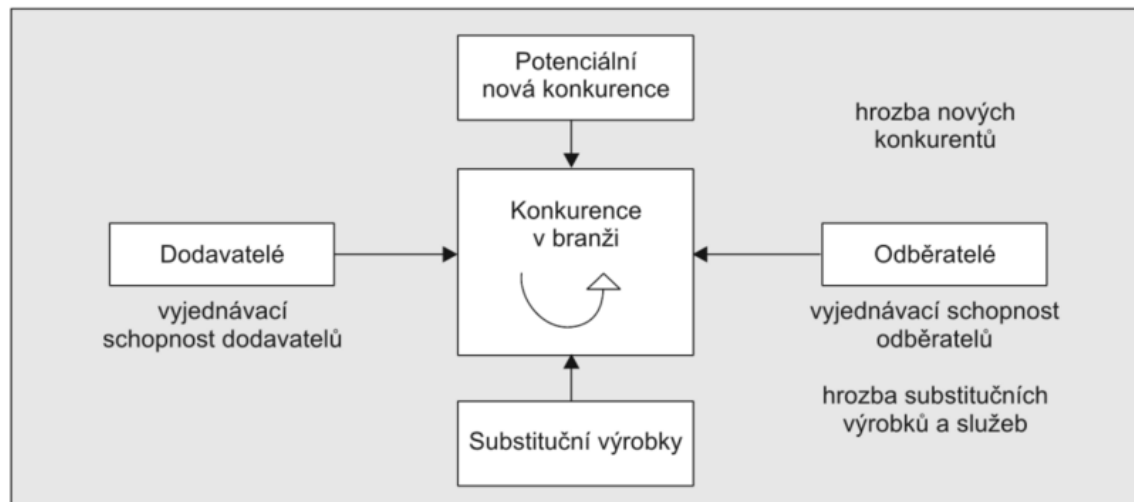 Potenciální
nová konkurence
hrozba nových
konkurentů
Konkurence
v branži
Dodavatelé
Odběratelé
vyjednávací
schopnost dodavatelů
vyjednávací schopnost
odběratelů
hrozba substitučních
výrobků a služeb
Substituční výrobky